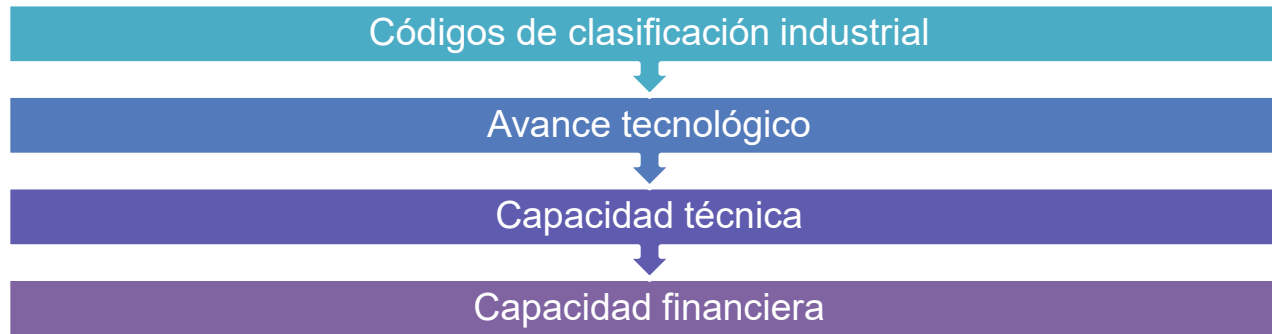 Códigos de clasificación industrial
Avance tecnológico
Capacidad técnica
Capacidad financiera